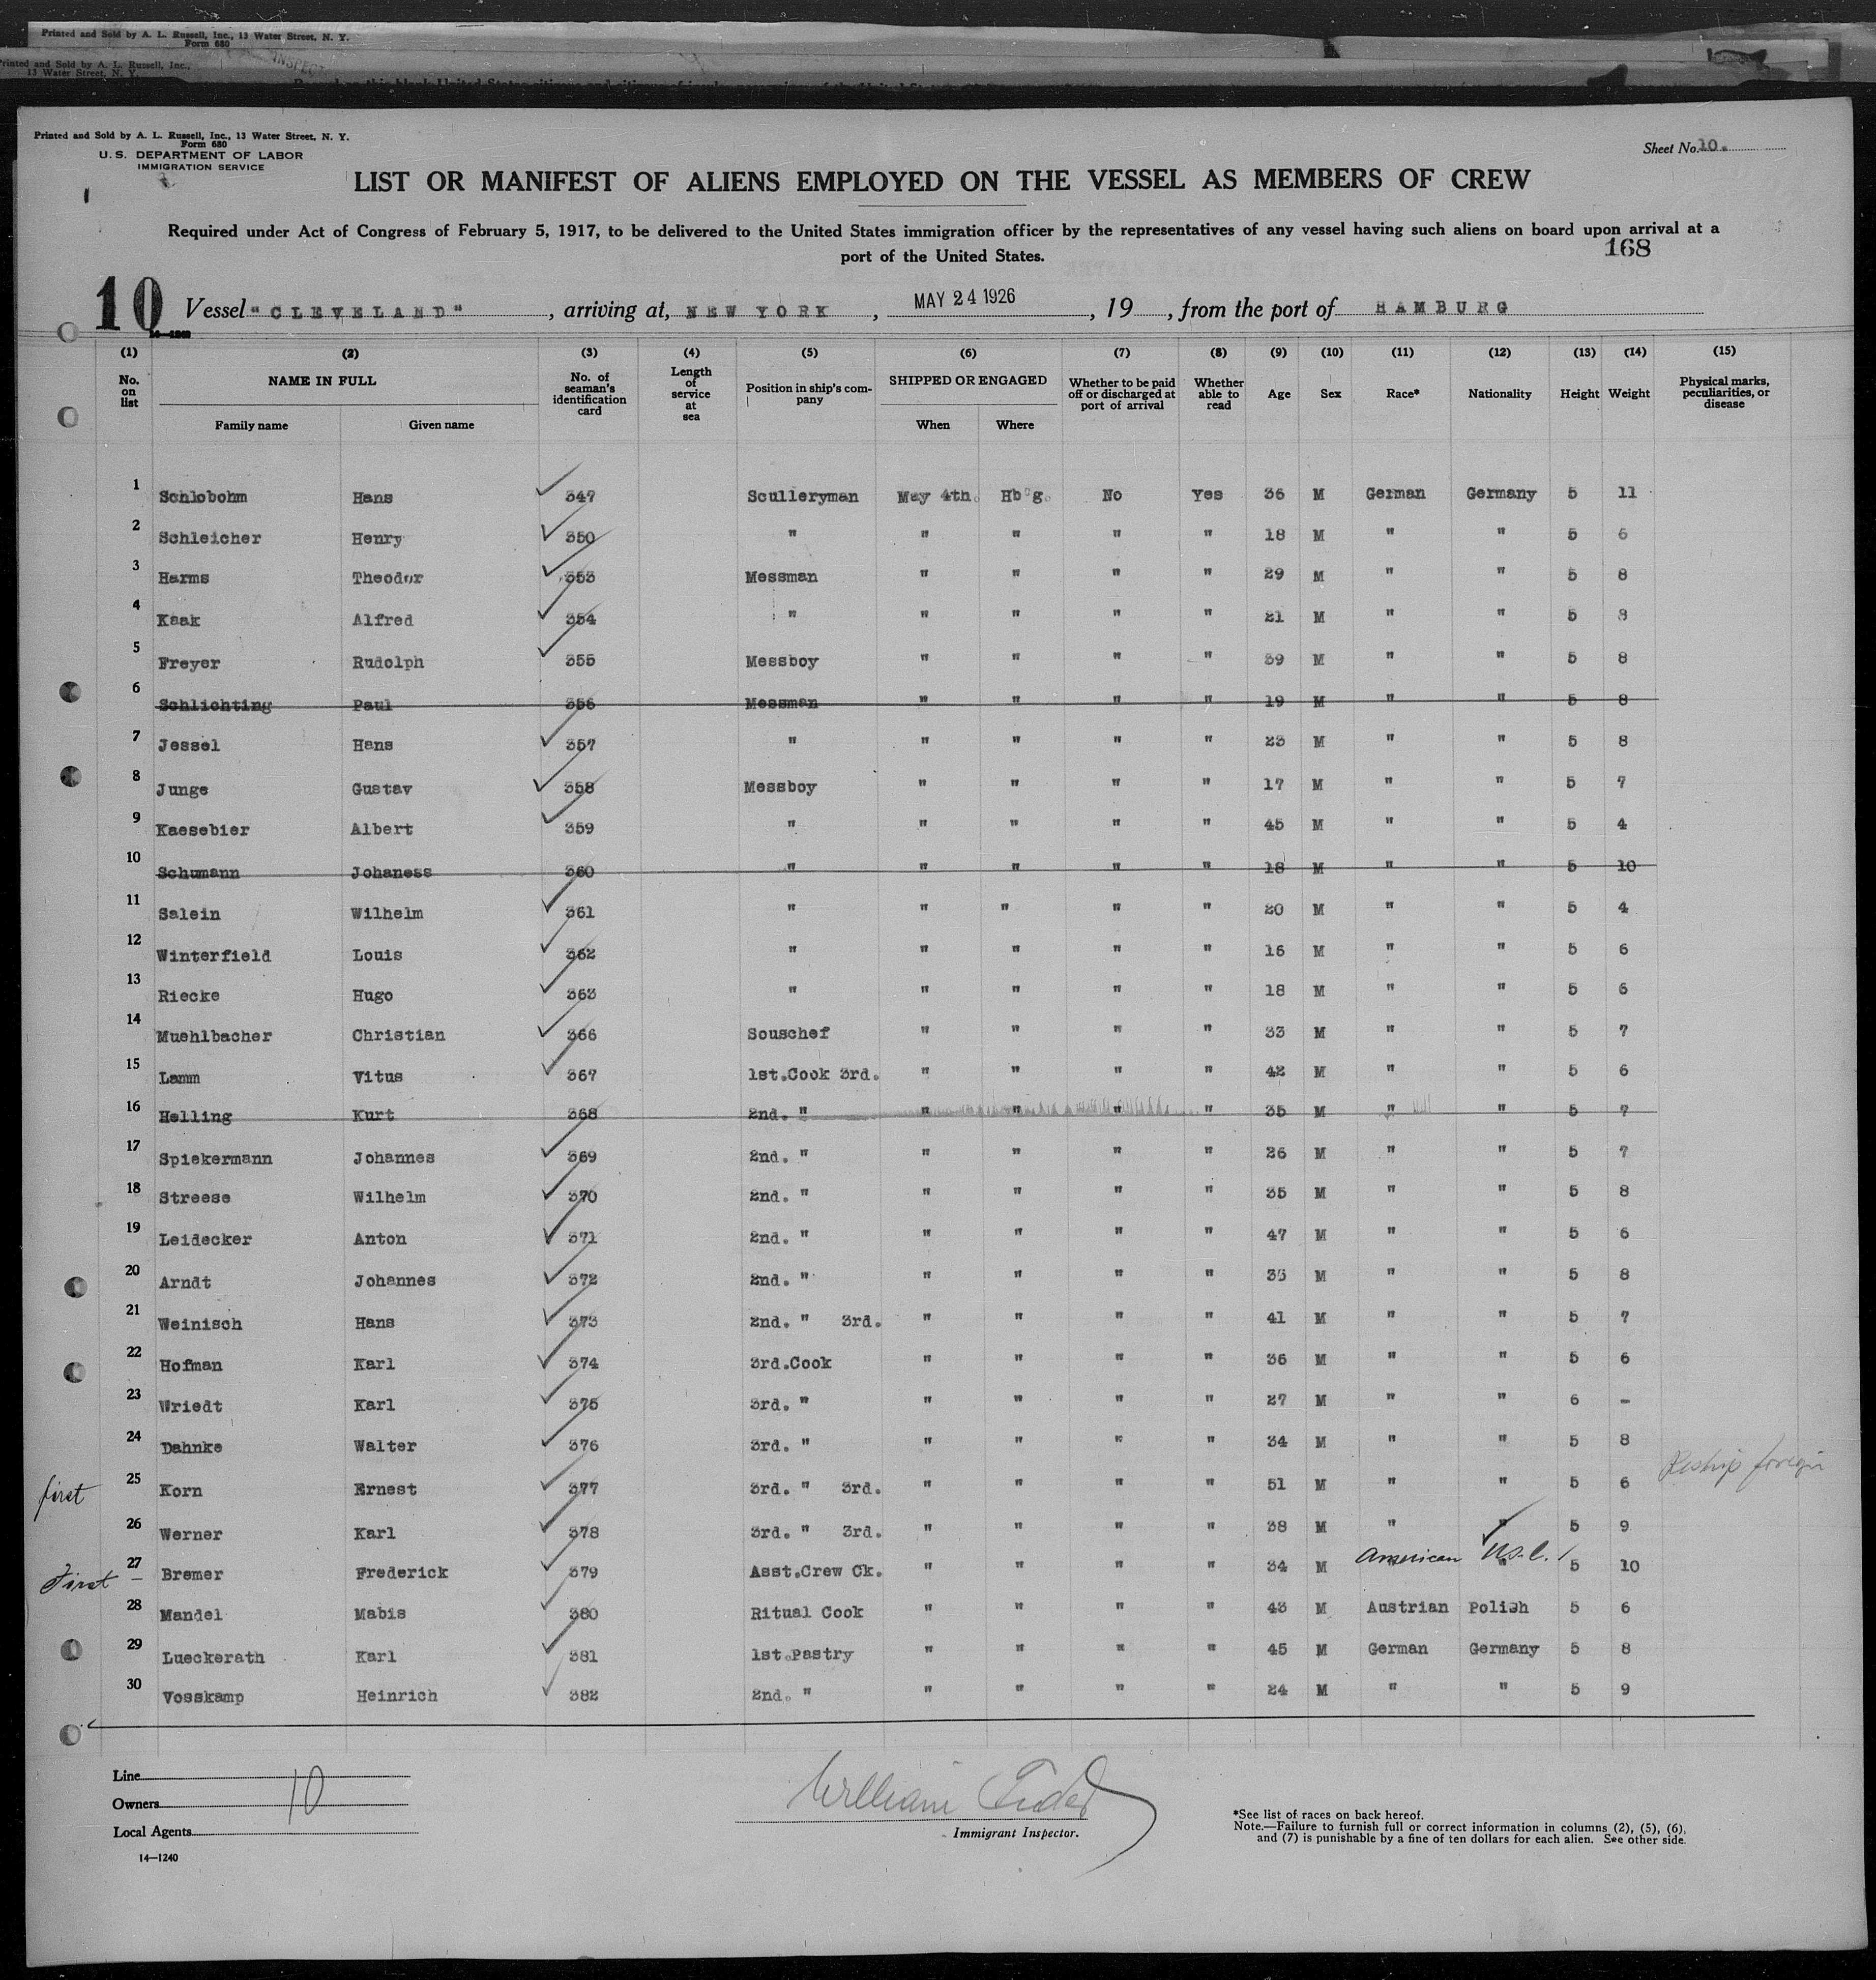 Printed and Sold by A. L. Russell, Inc., 13 Water Street, N. Y.
Form 680
Printed and Sold by A. L. Russell, Inc.,
13 Water Street, N. Y.
Printed and Sold by A. L. Russell, Inc., 13 Water Street, N. Y.
Form 680
U. S. DEPARTMENT OF LABOR
IMMIGRATION SERVICE
Sheet No. 10.
LIST OR MANIFEST OF ALIENS EMPLOYED ON THE VESSEL AS MEMBERS OF CREW
Required under Act of Congress of February 5, 1917, to be delivered to the United States immigration officer by the representatives of any vessel having such aliens on board upon arrival at a
port of the United States.
168
10 Vessel "CLEVELAND", arriving at, NEW YORK, MAY 24 1926, 19, from the port of HAMBURG
(1) (2) (3) (4) (5) (6) (7) (8) (9) (10) (11) (12) (13) (14) (15)
No. on list NAME IN FULL Family name Given name No. of seaman's identification card Length of service at sea Position in ship's company SHIPPED OR ENGAGED When Where Whether to be paid off or discharged at port of arrival Whether able to read Age Sex Race* Nationality Height Weight Physical marks, peculiarities, or disease
1 Schlobohm Hans 347 Sculleryman May 4th. Hb'g. No Yes 36 M German Germany 5 11
2 Schleicher Henry 350 " " " " " 18 M " " 5 6
3 Harms Theodor 353 Messman " " " " 29 M " " 5 8
4 Kaak Alfred 354 " " " " " 21 M " " 5 8
5 Freyer Rudolph 355 Messboy " " " " 39 M " " 5 8
6 Schlichting Paul 356 Messman " " " " 19 M " " 5 8
7 Jessel Hans 357 " " " " " 23 M " " 5 8
8 Junge Gustav 358 Messboy " " " " 17 M " " 5 7
9 Kaesebier Albert 359 " " " " " 45 M " " 5 4
10 Schumann Johaness 360 " " " " " 18 M " " 5 10
11 Salein Wilhelm 361 " " " " " 20 M " " 5 4
12 Winterfield Louis 362 " " " " " 16 M " " 5 6
13 Riecke Hugo 363 " " " " " 18 M " " 5 6
14 Muehlbacher Christian 366 Souschef " " " " 33 M " " 5 7
15 Lamm Vitus 367 1st.Cook 3rd. " " " " 42 M " " 5 6
16 Helling Kurt 368 2nd. " " " " " 35 M " " 5 7
17 Spiekermann Johannes 369 2nd. " " " " " 26 M " " 5 7
18 Streese Wilhelm 370 2nd. " " " " " 35 M " " 5 8
19 Leidecker Anton 371 2nd. " " " " " 47 M " " 5 6
20 Arndt Johannes 372 2nd. " " " " " 35 M " " 5 8
21 Weinisch Hans 373 2nd. " 3rd. " " " " 41 M " " 5 7
22 Hofman Karl 374 3rd.Cook " " " " 36 M " " 5 6
23 Wriedt Karl 375 3rd. " " " " " 27 M " " 6 -
24 Dahnke Walter 376 3rd. " " " " " 34 M " " 5 8
first 25 Korn Ernest 377 3rd. " 3rd. " " " " 51 M " " 5 6 Reship foreign
26 Werner Karl 378 3rd. " 3rd. " " " " 38 M " " 5 9
First - 27 Bremer Frederick 379 Asst.Crew Ck. " " " " 34 M American U.S.C. 5 10
28 Mandel Mabis 380 Ritual Cook " " " " 43 M Austrian Polish 5 6
29 Lueckerath Karl 381 1st.Pastry " " " " 45 M German Germany 5 8
30 Vosskamp Heinrich 382 2nd. " " " " " 24 M " " 5 9
Line
Owners 10
Local Agents
14—1240
William
Immigrant Inspector.
*See list of races on back hereof.
Note.—Failure to furnish full or correct information in columns (2), (5), (6),
and (7) is punishable by a fine of ten dollars for each alien. See other side.